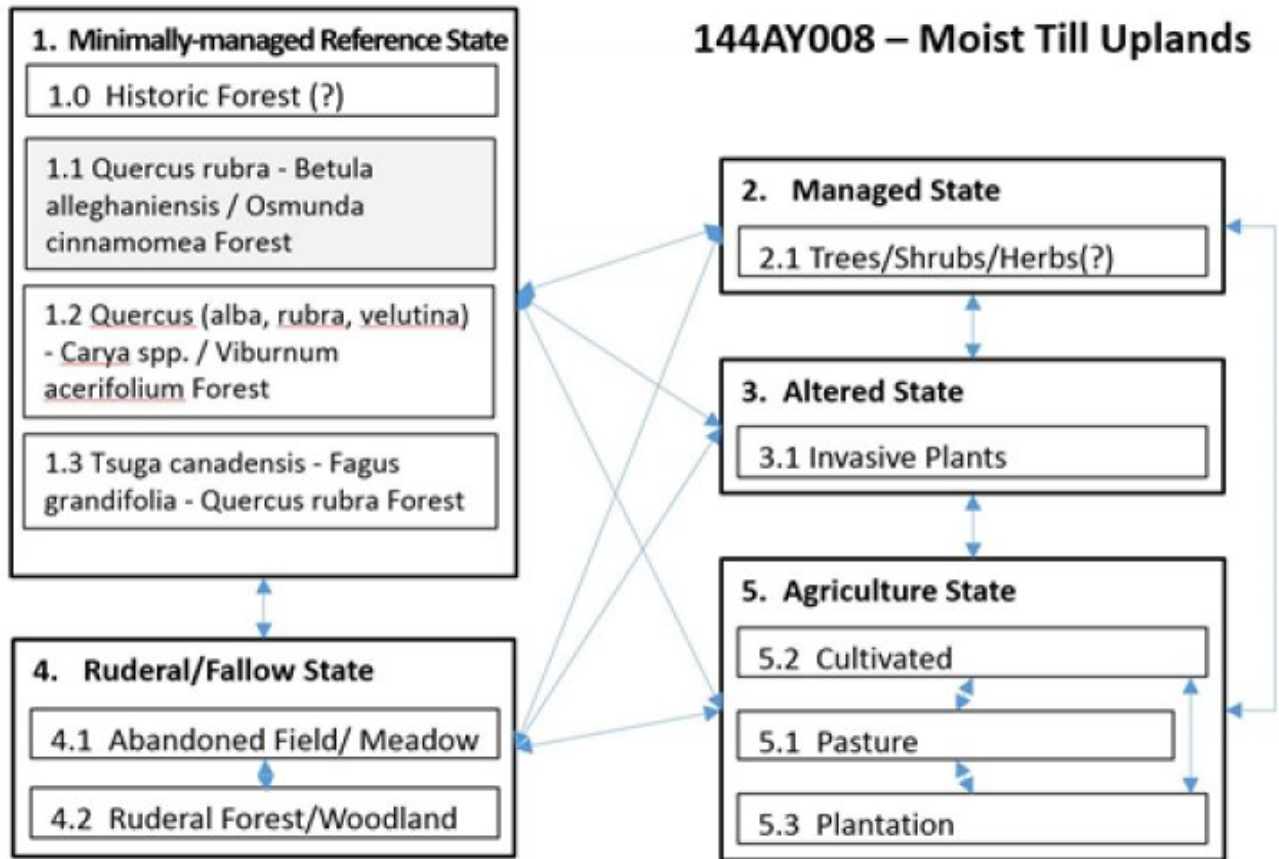 144AY008 – Moist Till Uplands
1. Minimally-managed Reference State
1.0 Historic Forest (?)
1.1 Quercus rubra - Betula
alleghaniensis / Osmunda
cinnamomea Forest
1.2 Quercus (alba, rubra, velutina)
- Carya spp. / Viburnum
acerifolium Forest
1.3 Tsuga canadensis - Fagus
grandifolia - Quercus rubra Forest
4. Ruderal/Fallow State
4.1 Abandoned Field/ Meadow
4.2 Ruderal Forest/Woodland
2. Managed State
2.1 Trees/Shrubs/Herbs(?)
3. Altered State
3.1 Invasive Plants
5. Agriculture State
5.2 Cultivated
5.1 Pasture
5.3 Plantation